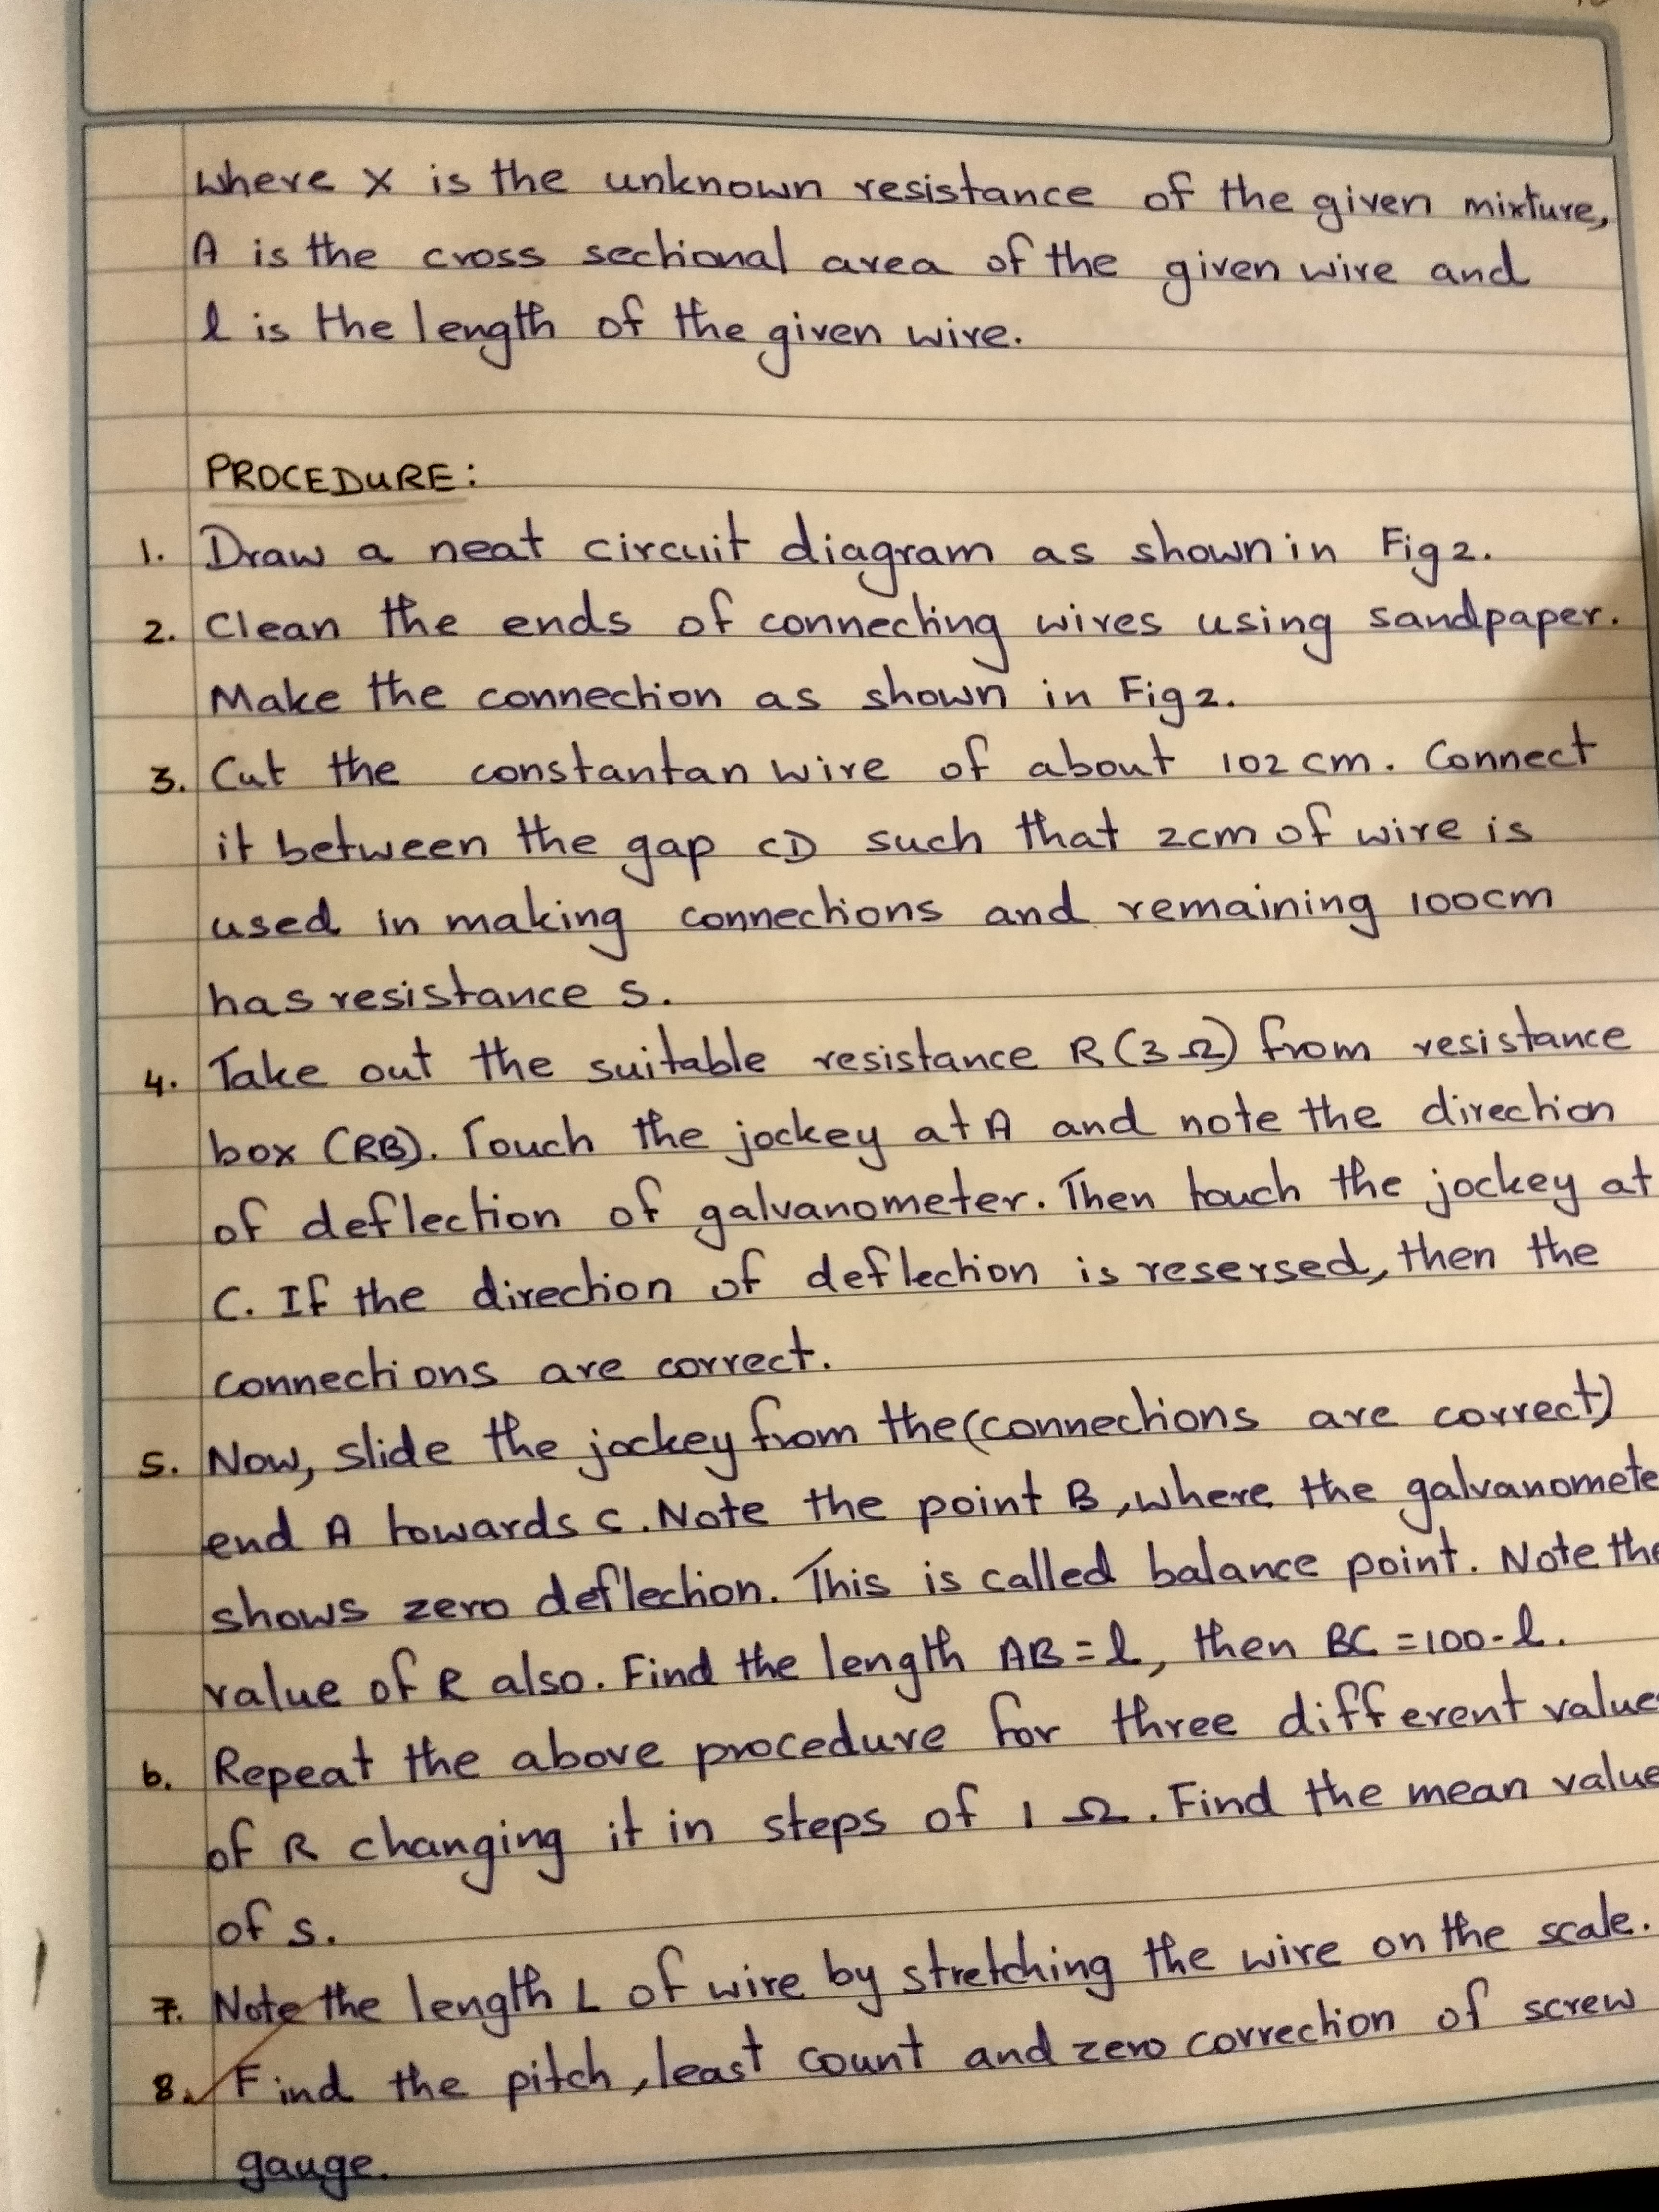 where x is the unknown resistance of the given mixture,
A is the cross sectional area of the given wire and
l is the length of the given wire.
PROCEDURE:
1. Draw a neat circuit diagram as shown in Fig 2.
2. Clean the ends of connecting wires using sandpaper.
Make the connection as shown in Fig 2.
3. Cut the constantan wire of about 102 cm. Connect
it between the gap CD such that 2cm of wire is
used in making connections and remaining 100cm
has resistance S.
4. Take out the suitable resistance R (3 Ω) from resistance
box (RB). Touch the jockey at A and note the direction
of deflection of galvanometer. Then touch the jockey at
C. If the direction of deflection is resersed, then the
connections are correct.
5. Now, slide the jockey from the (connections are correct)
end A towards C. Note the point B, where the galvanomete
shows zero deflection. This is called balance point. Note the
value of R also. Find the length AB = l, then BC = 100 - l.
6. Repeat the above procedure for three different value
of R changing it in steps of 1 Ω. Find the mean value
of S.
7. Note the length L of wire by stretching the wire on the scale.
8. Find the pitch, least count and zero correction of screw
gauge.